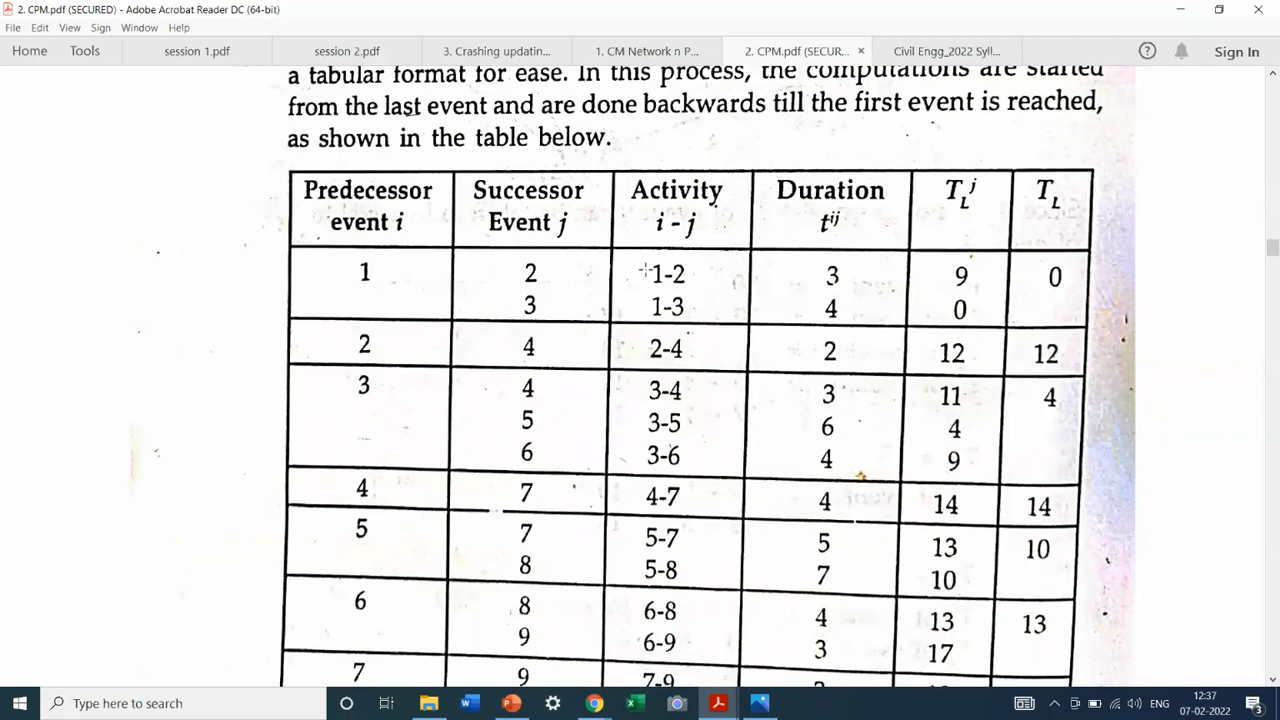 2. CPM.pdf (SECURED) - Adobe Acrobat Reader DC (64-bit)
File Edit View Sign Window Help
Home Tools session 1.pdf session 2.pdf 3. Crashing updatin... 1. CM Network n P... 2. CPM.pdf (SECUR... × Civil Engg_2022 Syll... Sign In
a tabular format for ease. In this process, the computations are started
from the last event and are done backwards till the first event is reached,
as shown in the table below.
Predecessor event i Successor Event j Activity i - j Duration t^ij T_L^j T_L
1 2 1-2 3 9 0
3 1-3 4 0
2 4 2-4 2 12 12
3 4 3-4 3 11 4
5 3-5 6 4
6 3-6 4 9
4 7 4-7 4 14 14
5 7 5-7 5 13 10
8 5-8 7 10
6 8 6-8 4 13 13
9 6-9 3 17
7 9 7-9
Type here to search ENG 12:37
07-02-2022 3